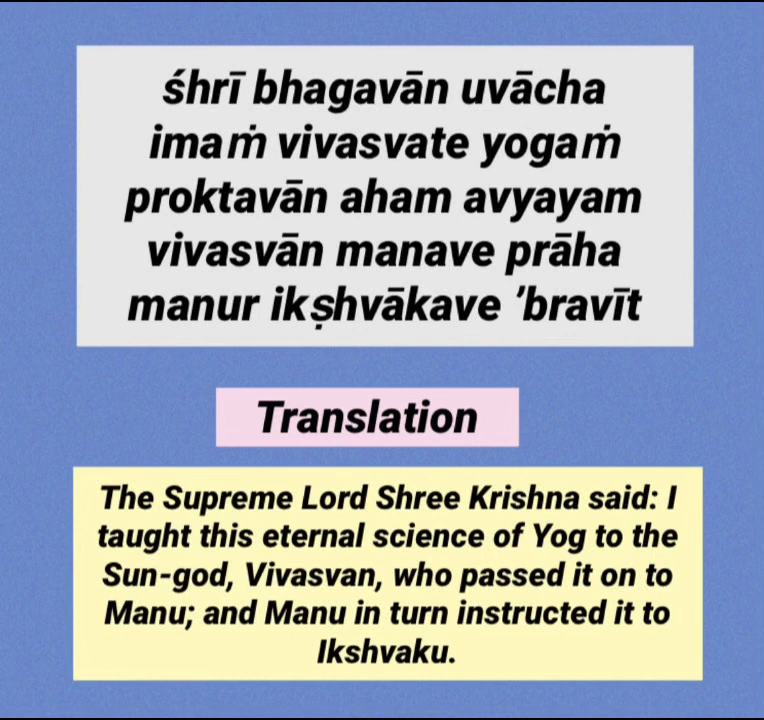 śhrī bhagavān uvācha
imaṁ vivasvate yogaṁ
proktavān aham avyayam
vivasvān manave prāha
manur ikṣhvākave ’bravīt
Translation
The Supreme Lord Shree Krishna said: I
taught this eternal science of Yog to the
Sun-god, Vivasvan, who passed it on to
Manu; and Manu in turn instructed it to
Ikshvaku.